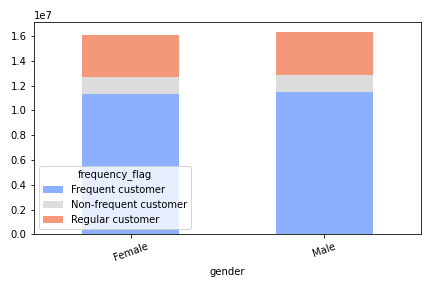 1e7
1.6
1.4
1.2
1.0
0.8
0.6
0.4
0.2
0.0
frequency_flag
Frequent customer
Non-frequent customer
Regular customer
Female
Male
gender